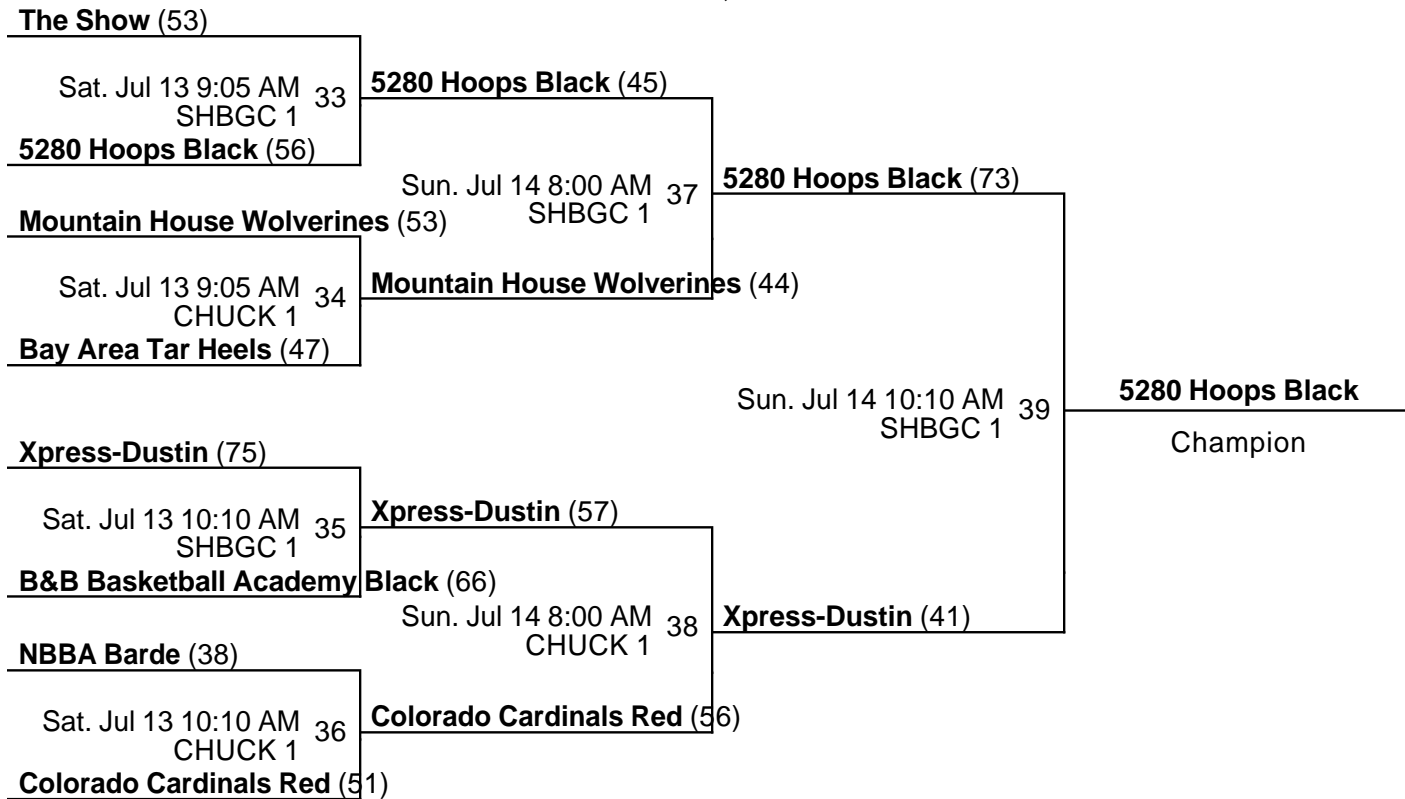 The Show (53)
Sat. Jul 13 9:05 AM 33
SHBGC 1
5280 Hoops Black (56)
Mountain House Wolverines (53)
Sat. Jul 13 9:05 AM 34
CHUCK 1
Bay Area Tar Heels (47)
Xpress-Dustin (75)
Sat. Jul 13 10:10 AM 35
SHBGC 1
B&B Basketball Academy Black (66)
NBBA Barde (38)
Sat. Jul 13 10:10 AM 36
CHUCK 1
Colorado Cardinals Red (51)
5280 Hoops Black (45)
Sun. Jul 14 8:00 AM 37
SHBGC 1
Mountain House Wolverines (44)
Xpress-Dustin (57)
Sun. Jul 14 8:00 AM 38
CHUCK 1
Colorado Cardinals Red (56)
5280 Hoops Black (73)
Sun. Jul 14 10:10 AM 39
SHBGC 1
Xpress-Dustin (41)
5280 Hoops Black
Champion